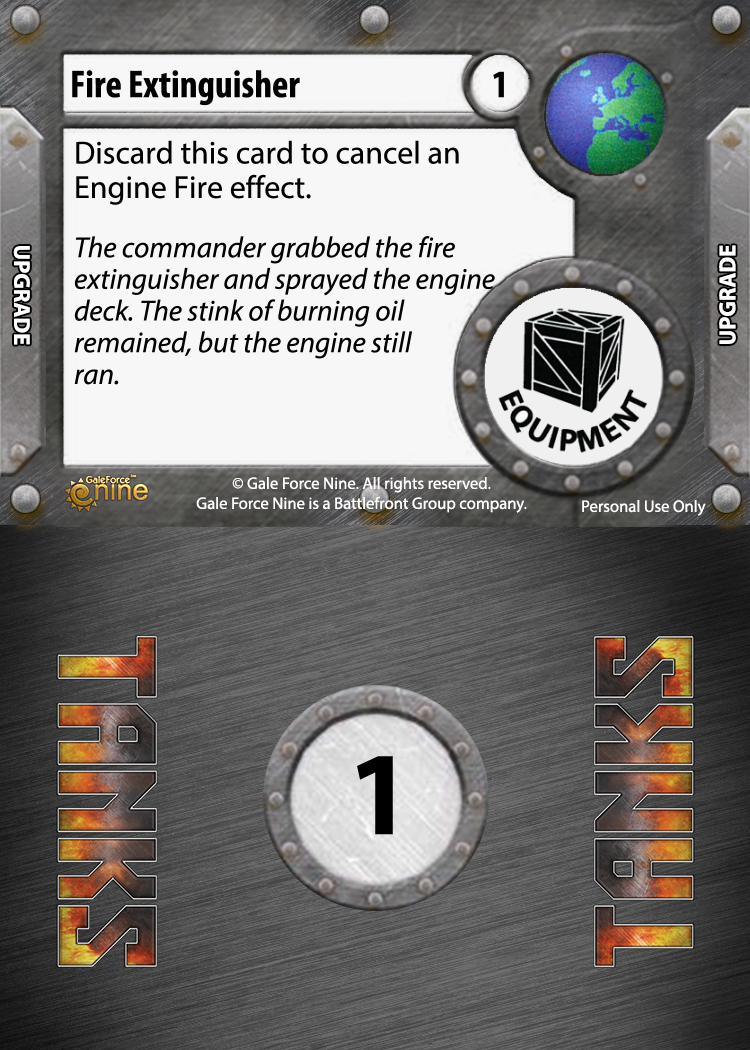 Fire Extinguisher
1
Discard this card to cancel an
Engine Fire effect.
The commander grabbed the fire
extinguisher and sprayed the engine
deck. The stink of burning oil
remained, but the engine still
ran.
UPGRADE
UPGRADE
EQUIPMENT
GaleForce™
nine
© Gale Force Nine. All rights reserved.
Gale Force Nine is a Battlefront Group company.
Personal Use Only
TANKS
1
TANKS